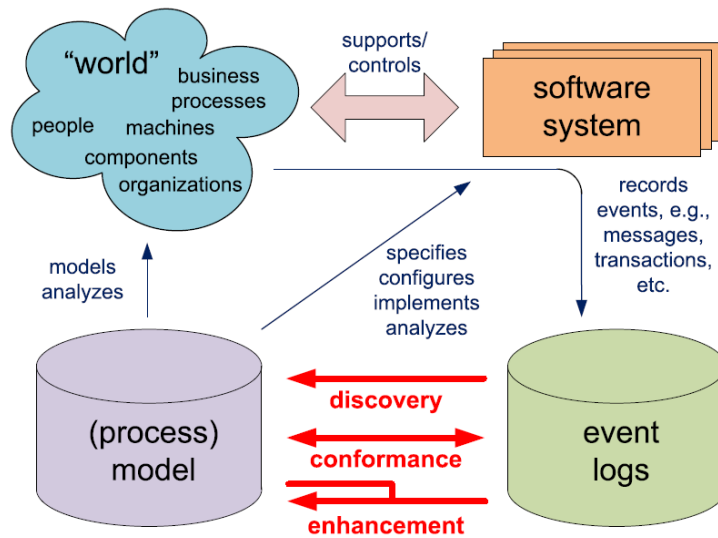 “world”
business
processes
people
machines
components
organizations
supports/
controls
software
system
records
events, e.g.,
messages,
transactions,
etc.
models
analyzes
specifies
configures
implements
analyzes
(process)
model
discovery
conformance
enhancement
event
logs